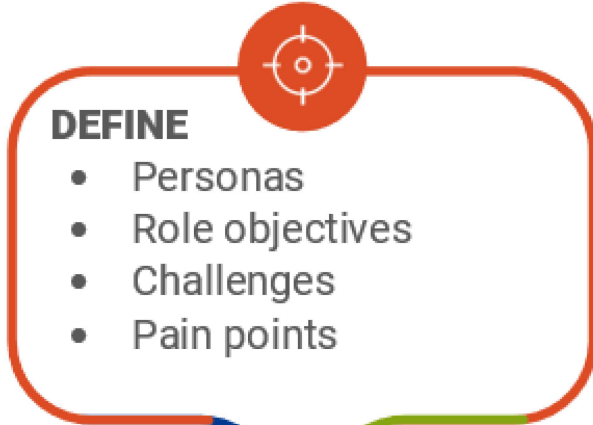 DEFINE
• Personas
• Role objectives
• Challenges
• Pain points